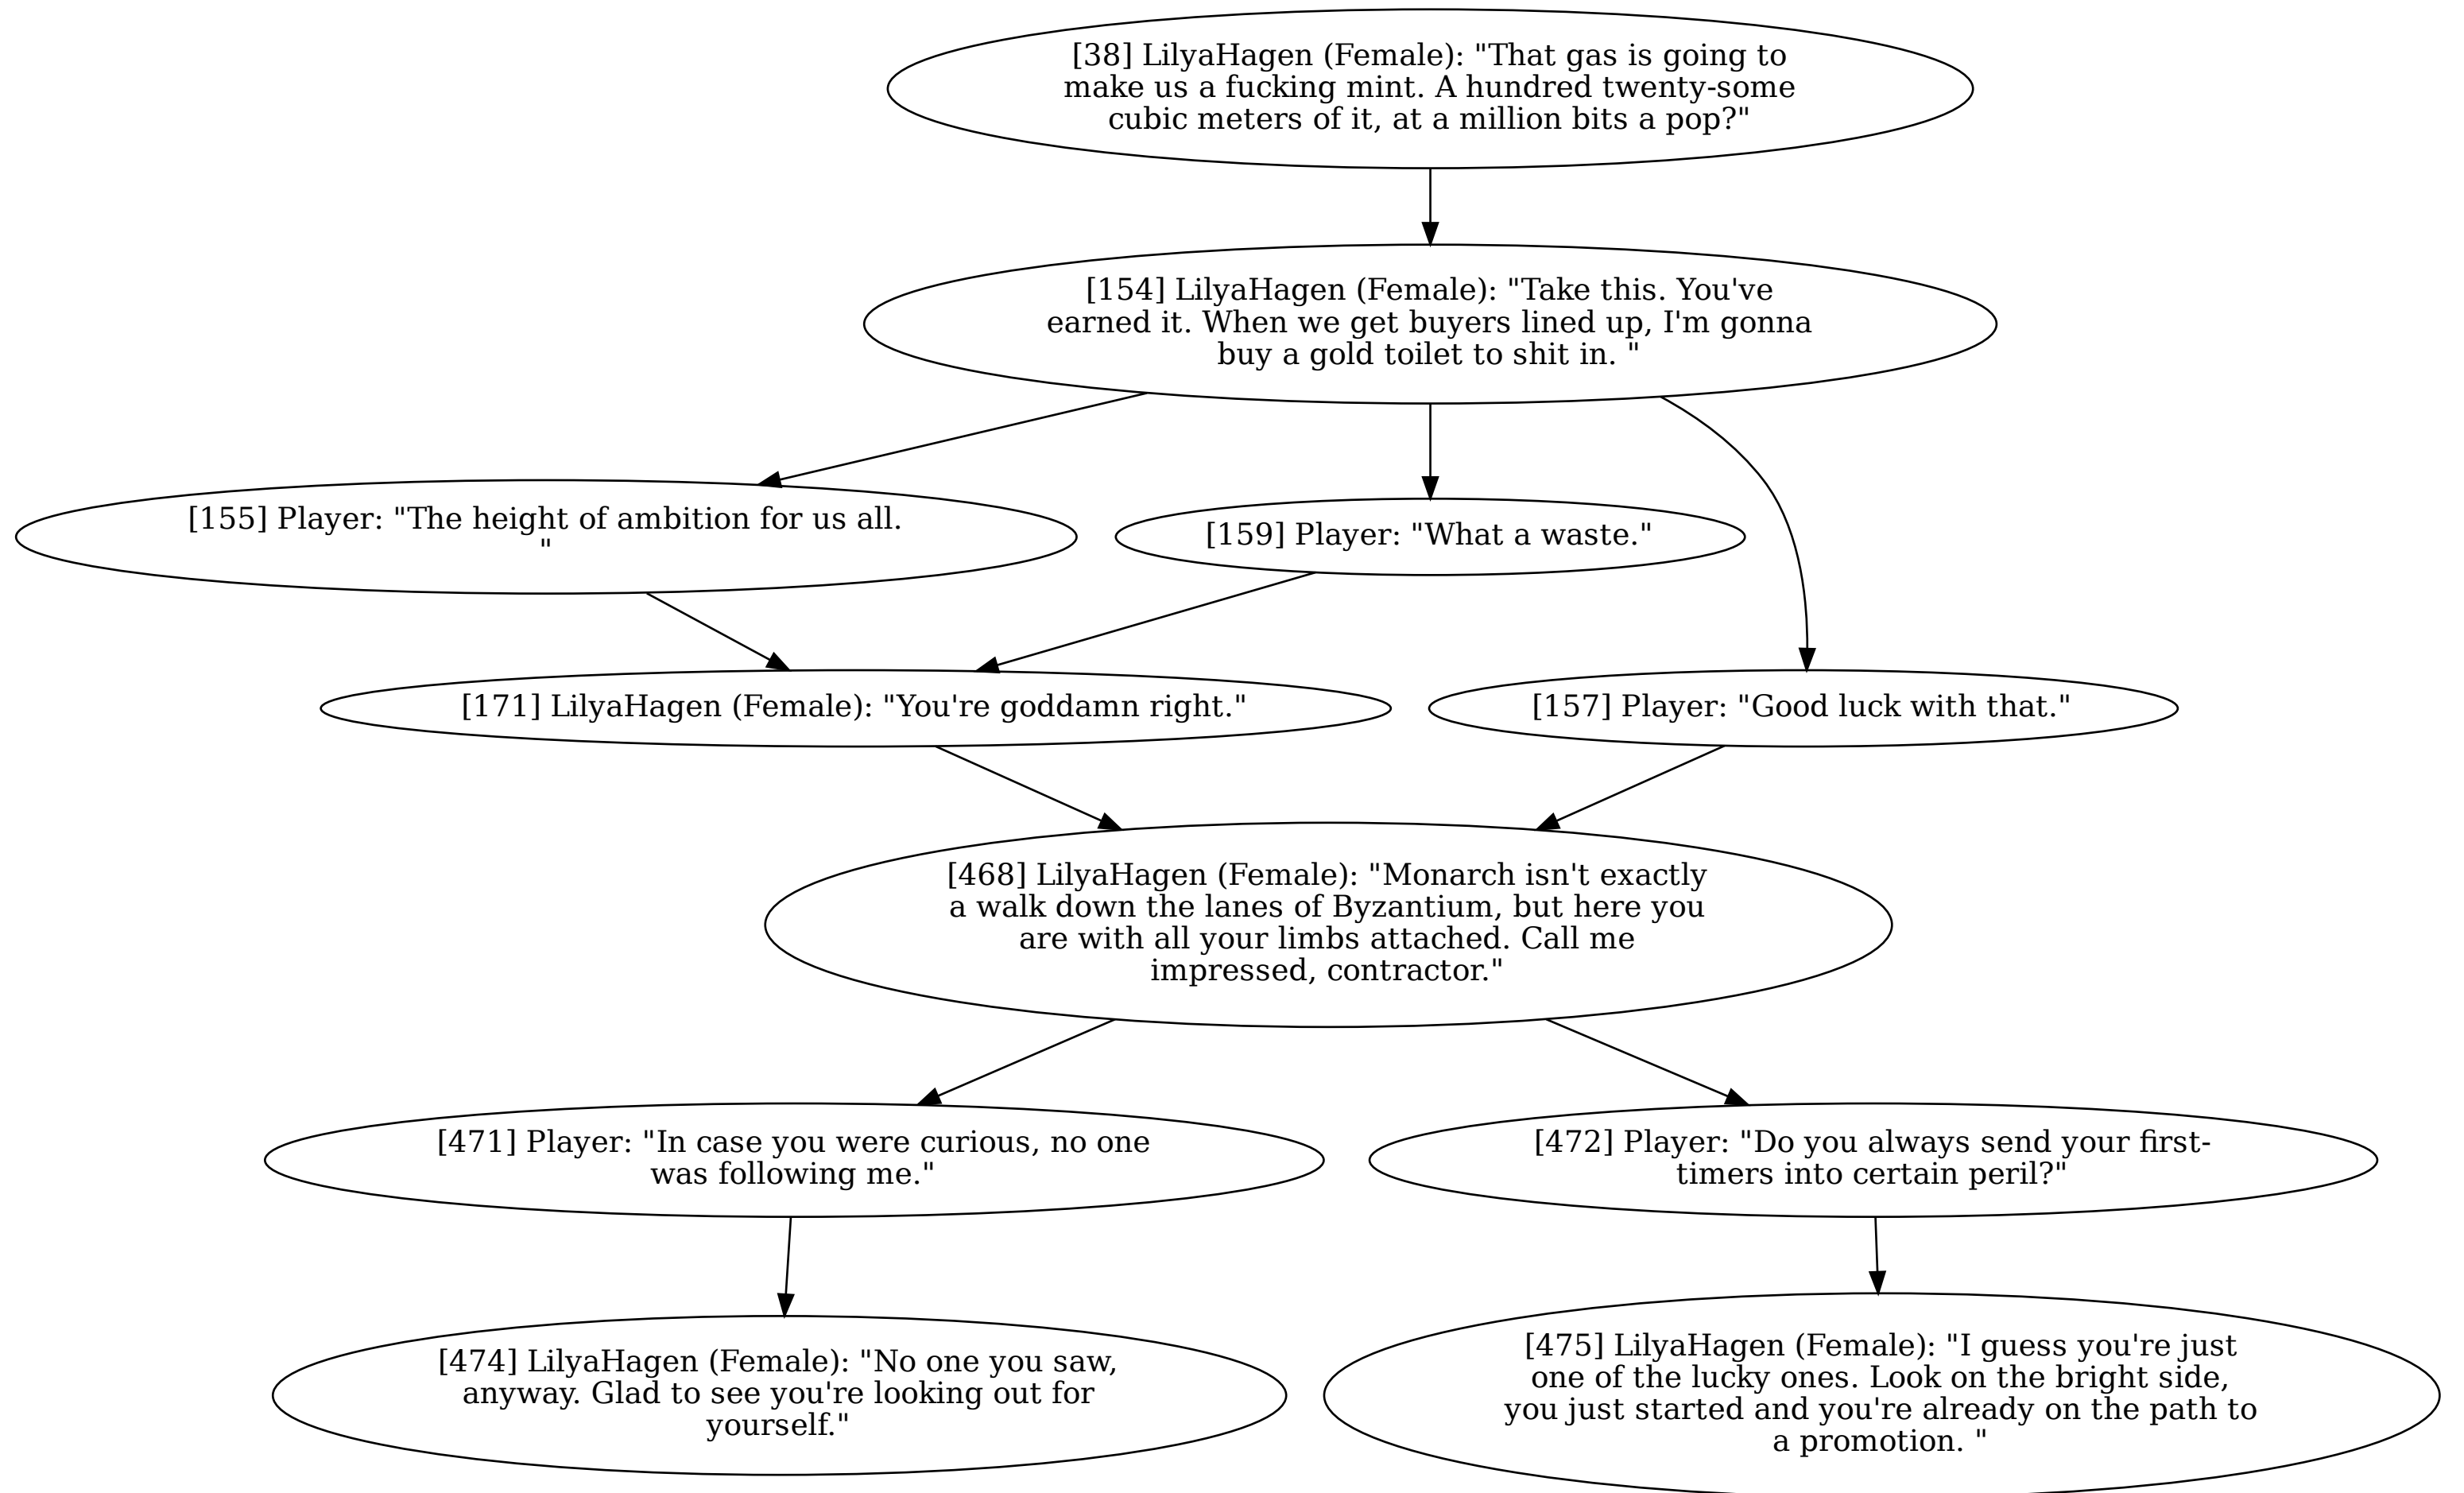 [38] LilyaHagen (Female): "That gas is going to
make us a fucking mint. A hundred twenty-some
cubic meters of it, at a million bits a pop?"
[154] LilyaHagen (Female): "Take this. You've
earned it. When we get buyers lined up, I'm gonna
buy a gold toilet to shit in. "
[155] Player: "The height of ambition for us all.
"
[159] Player: "What a waste."
[171] LilyaHagen (Female): "You're goddamn right."
[157] Player: "Good luck with that."
[468] LilyaHagen (Female): "Monarch isn't exactly
a walk down the lanes of Byzantium, but here you
are with all your limbs attached. Call me
impressed, contractor."
[471] Player: "In case you were curious, no one
was following me."
[472] Player: "Do you always send your first-
timers into certain peril?"
[474] LilyaHagen (Female): "No one you saw,
anyway. Glad to see you're looking out for
yourself."
[475] LilyaHagen (Female): "I guess you're just
one of the lucky ones. Look on the bright side,
you just started and you're already on the path to
a promotion. "